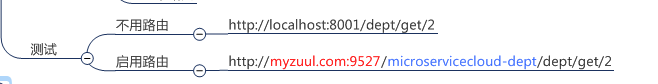 不用路由
http://localhost:8001/dept/get/2
测试
启用路由
http://myzuul.com:9527/microservicecloud-dept/dept/get/2